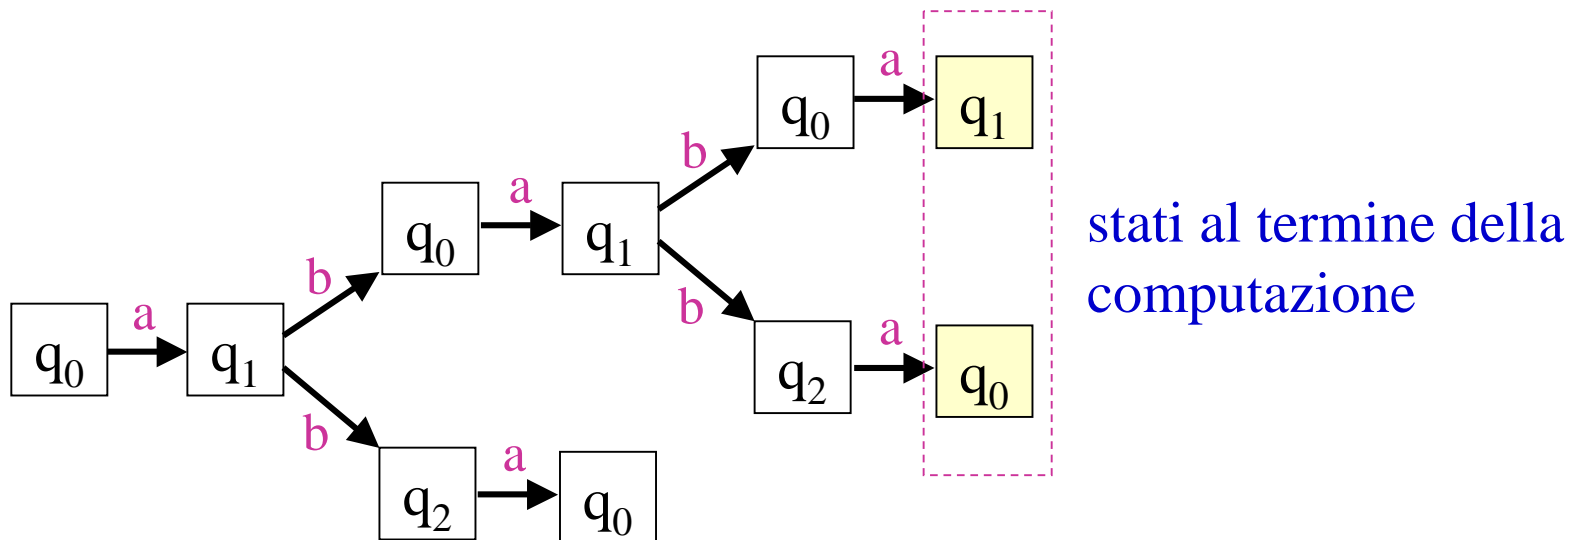 a
q₀ q₁
b
a
q₀ q₁
stati al termine della
b
b
computazione
a
a
q₀ q₁
q₂ q₀
b
a
q₂ q₀